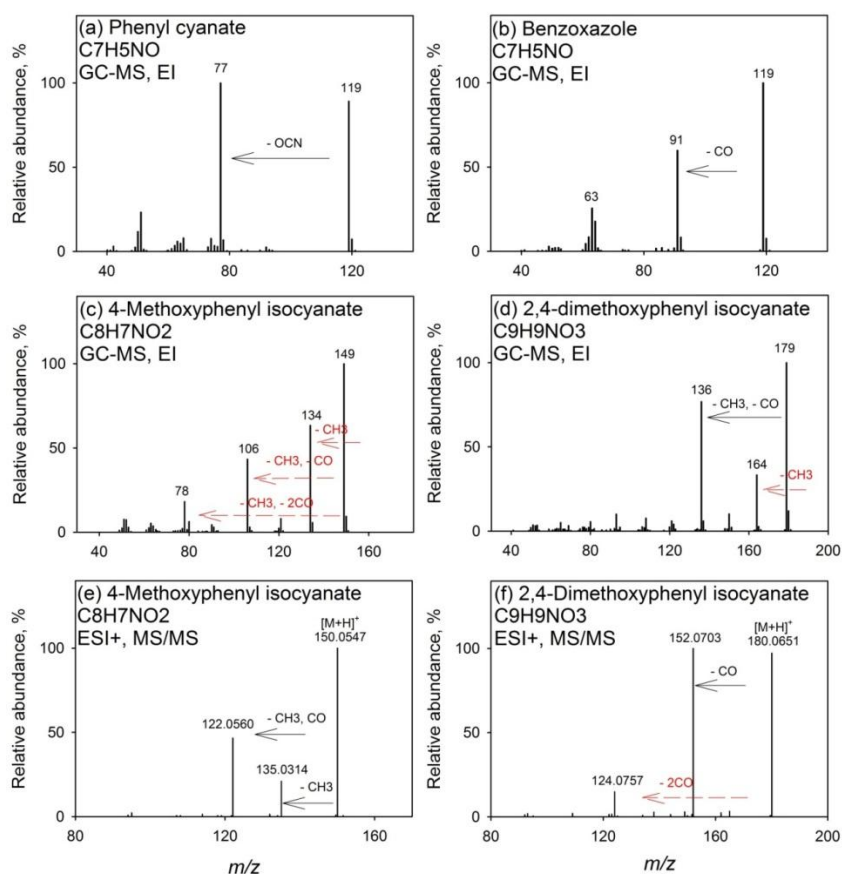 (a) Phenyl cyanate
C7H5NO
GC-MS, EI
Relative abundance, %
100
50
0
77
119
- OCN
40
80
120
(b) Benzoxazole
C7H5NO
GC-MS, EI
Relative abundance, %
100
50
0
119
91
- CO
63
40
80
120
(c) 4-Methoxyphenyl isocyanate
C8H7NO2
GC-MS, EI
Relative abundance, %
100
50
0
149
134
- CH3
106
- CH3, - CO
78
- CH3, - 2CO
40
80
120
160
(d) 2,4-dimethoxyphenyl isocyanate
C9H9NO3
GC-MS, EI
Relative abundance, %
100
50
0
179
136
- CH3, - CO
164
- CH3
40
80
120
160
200
(e) 4-Methoxyphenyl isocyanate
C8H7NO2
ESI+, MS/MS
Relative abundance, %
100
50
0
[M+H]+
150.0547
122.0560
- CH3, CO
135.0314
- CH3
80
120
160
m/z
(f) 2,4-Dimethoxyphenyl isocyanate
C9H9NO3
ESI+, MS/MS
Relative abundance, %
100
50
0
[M+H]+
180.0651
152.0703
- CO
124.0757
- 2CO
80
120
160
200
m/z